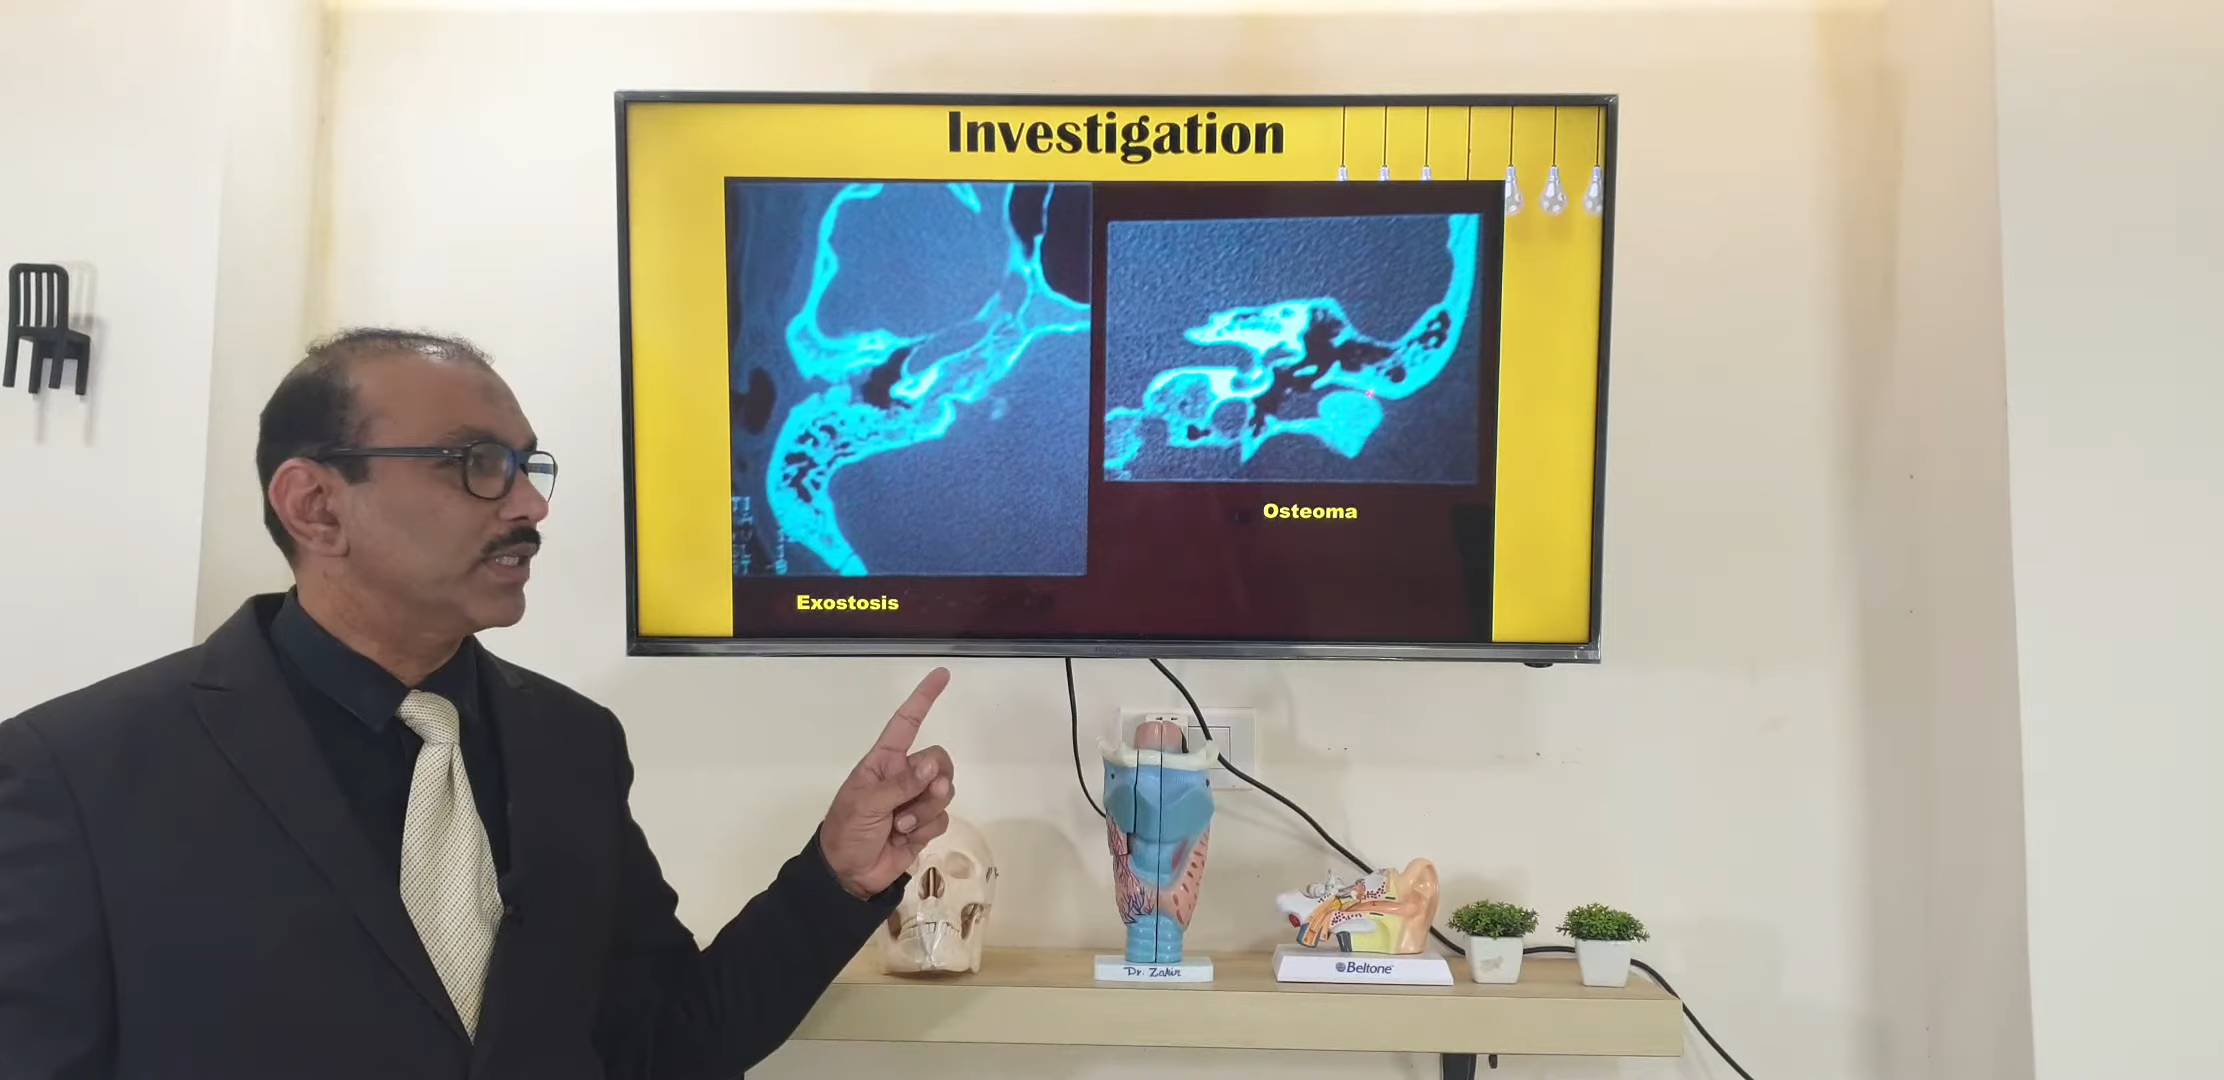 Investigation
Osteoma
Exostosis
Dr. Zakir
Beltone